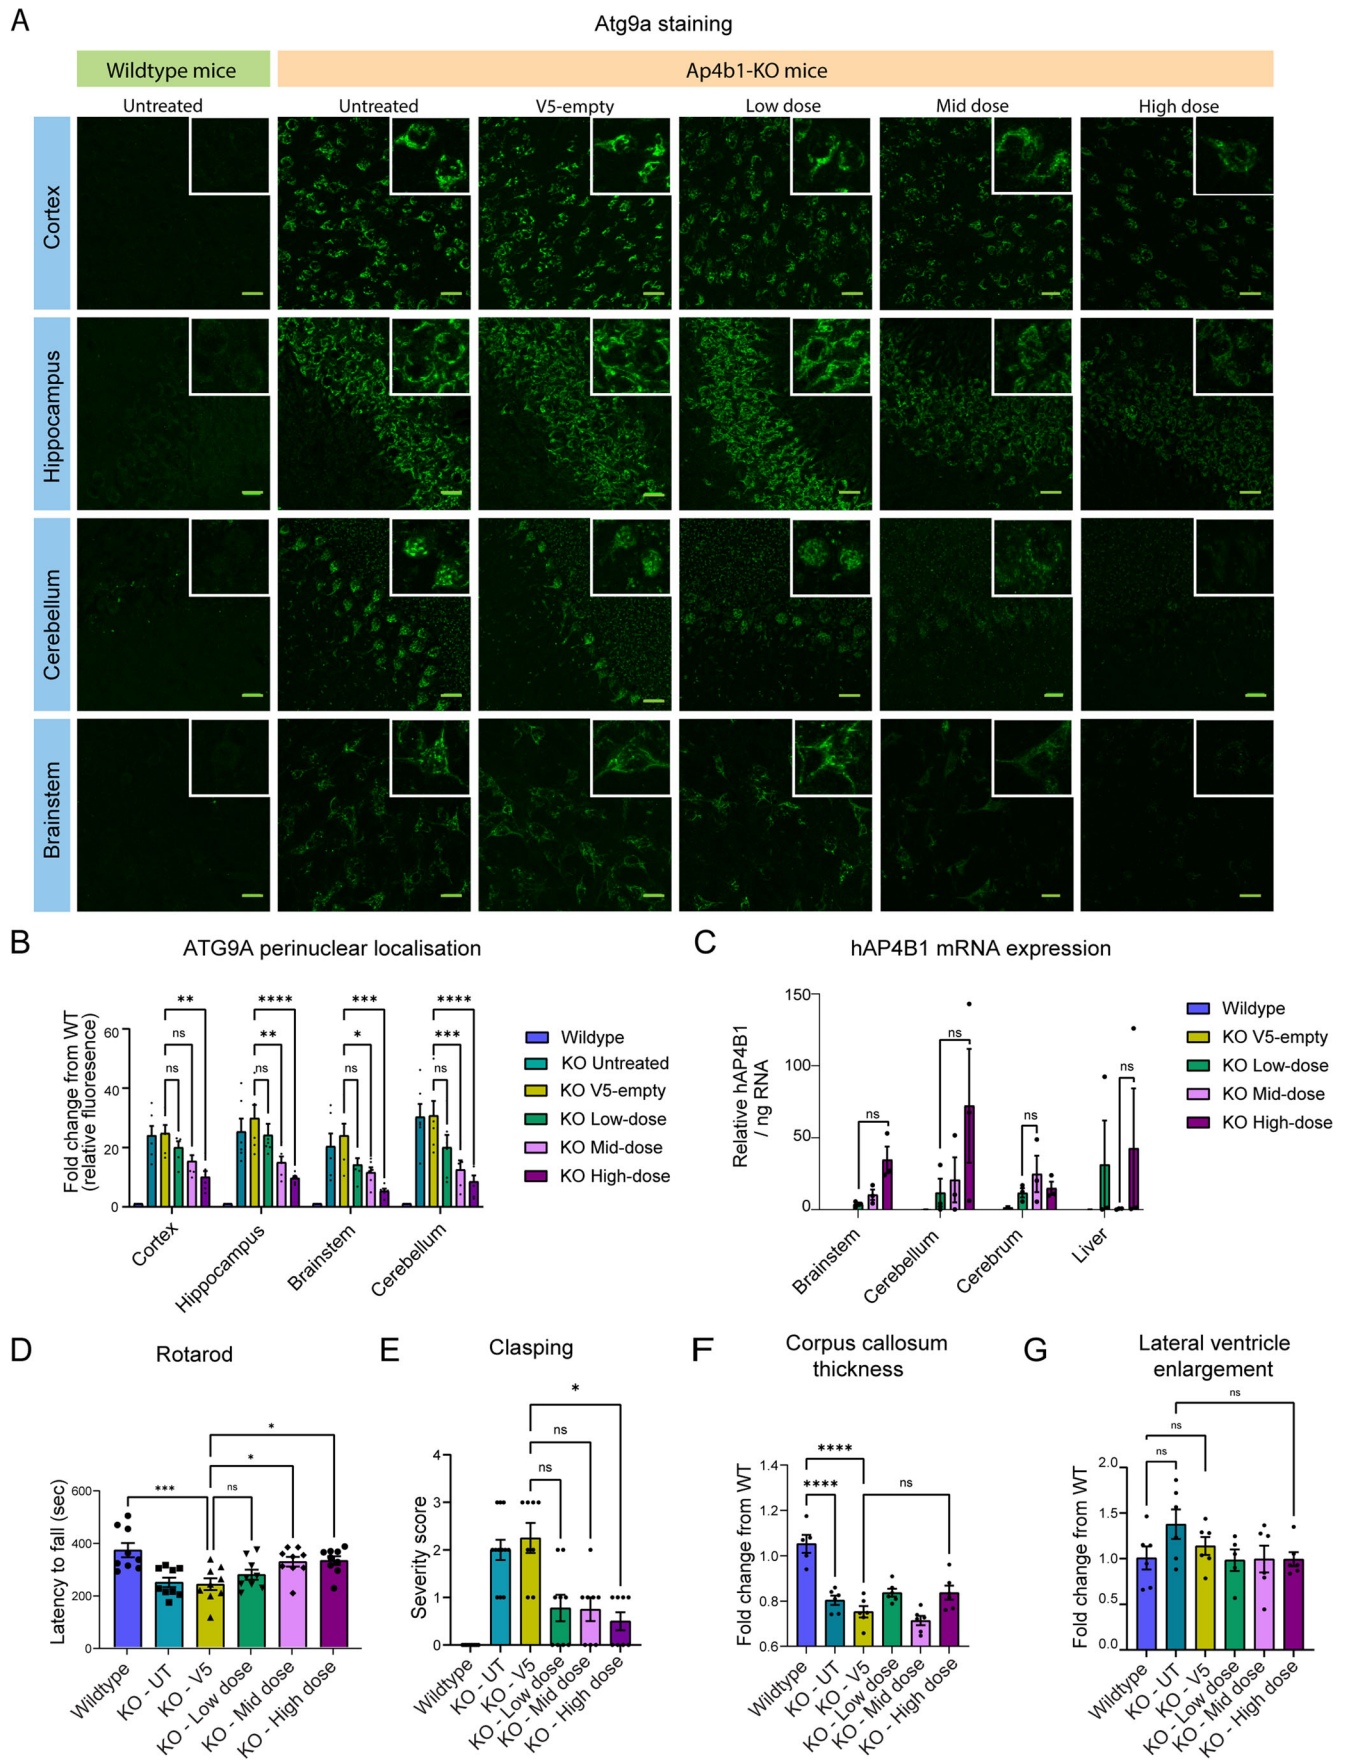 A
Atg9a staining
Wildtype mice
Ap4b1-KO mice
Untreated
Untreated
V5-empty
Low dose
Mid dose
High dose
Cortex
Hippocampus
Cerebellum
Brainstem
B
ATG9A perinuclear localisation
Fold change from WT
(relative fluoresence)
60
40
20
0
ns
ns
**
ns
**
****
ns
*
***
ns
***
****
Cortex
Hippocampus
Brainstem
Cerebellum
Wildype
KO Untreated
KO V5-empty
KO Low-dose
KO Mid-dose
KO High-dose
C
hAP4B1 mRNA expression
Relative hAP4B1
/ ng RNA
150
100
50
0
ns
ns
ns
ns
Brainstem
Cerebellum
Cerebrum
Liver
Wildype
KO V5-empty
KO Low-dose
KO Mid-dose
KO High-dose
D
Rotarod
Latency to fall (sec)
600
400
200
0
***
ns
*
*
Wildtype
KO - UT
KO - V5
KO - Low dose
KO - Mid dose
KO - High dose
E
Clasping
Severity score
4
3
2
1
0
ns
ns
*
Wildtype
KO - UT
KO - V5
KO - Low dose
KO - Mid dose
KO - High dose
F
Corpus callosum
thickness
Fold change from WT
1.4
1.2
1.0
0.8
0.6
****
****
ns
Wildtype
KO - UT
KO - V5
KO - Low dose
KO - Mid dose
KO - High dose
G
Lateral ventricle
enlargement
Fold change from WT
2.0
1.5
1.0
0.5
0.0
ns
ns
ns
Wildtype
KO - UT
KO - V5
KO - Low dose
KO - Mid dose
KO - High dose